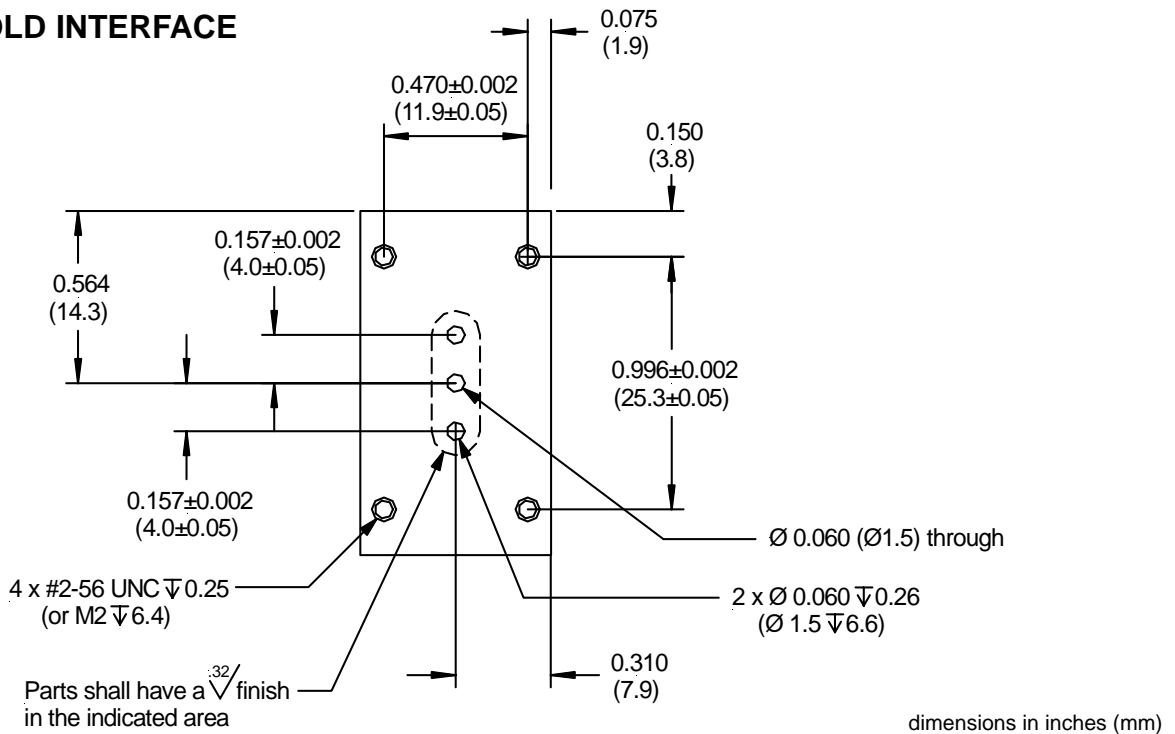 OLD INTERFACE
0.075
(1.9)
0.470±0.002
(11.9±0.05)
0.150
(3.8)
0.157±0.002
(4.0±0.05)
0.564
(14.3)
0.996±0.002
(25.3±0.05)
0.157±0.002
(4.0±0.05)
Ø 0.060 (Ø1.5) through
4 x #2-56 UNC ↧0.25
(or M2 ↧6.4)
2 x Ø 0.060 ↧0.26
(Ø 1.5 ↧6.6)
0.310
(7.9)
Parts shall have a .32 finish
in the indicated area
dimensions in inches (mm)